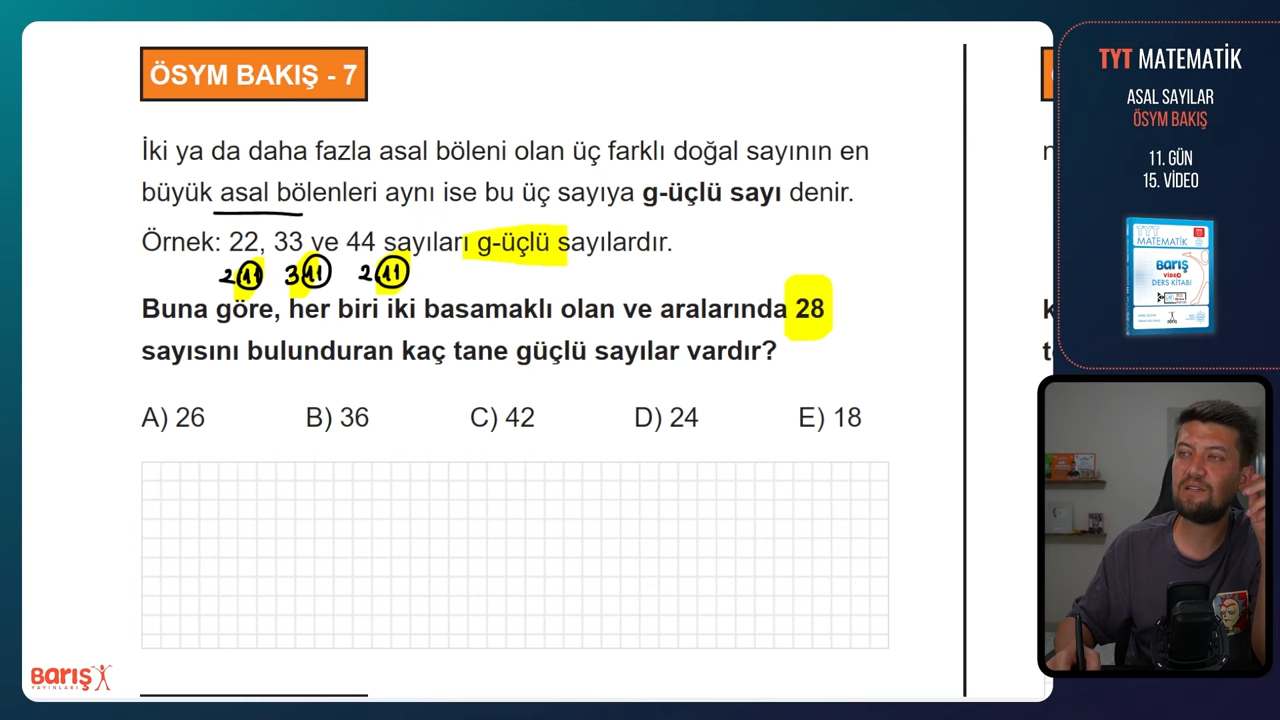 ÖSYM BAKIŞ - 7
İki ya da daha fazla asal böleni olan üç farklı doğal sayının en
büyük asal bölenleri aynı ise bu üç sayıya g-üçlü sayı denir.
Örnek: 22, 33 ve 44 sayıları g-üçlü sayılardır.
2 11 3 11 2 11
Buna göre, her biri iki basamaklı olan ve aralarında 28
sayısını bulunduran kaç tane güçlü sayılar vardır?
A) 26 B) 36 C) 42 D) 24 E) 18
BARIŞ
YAYINLARI
TYT MATEMATİK
ASAL SAYILAR
ÖSYM BAKIŞ
11. GÜN
15. VİDEO
TYT
MATEMATİK
BARIŞ
VİDEO
DERS KİTABI